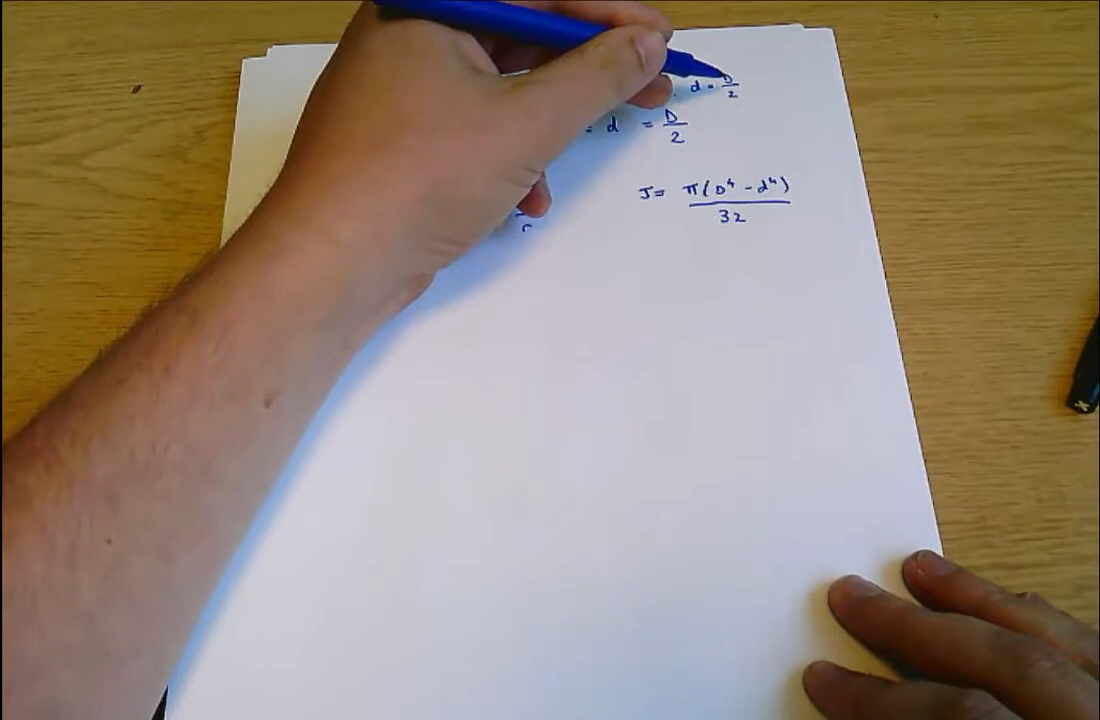 d = D/2
= d = D/2
J = π(D⁴ - d⁴)/32
r